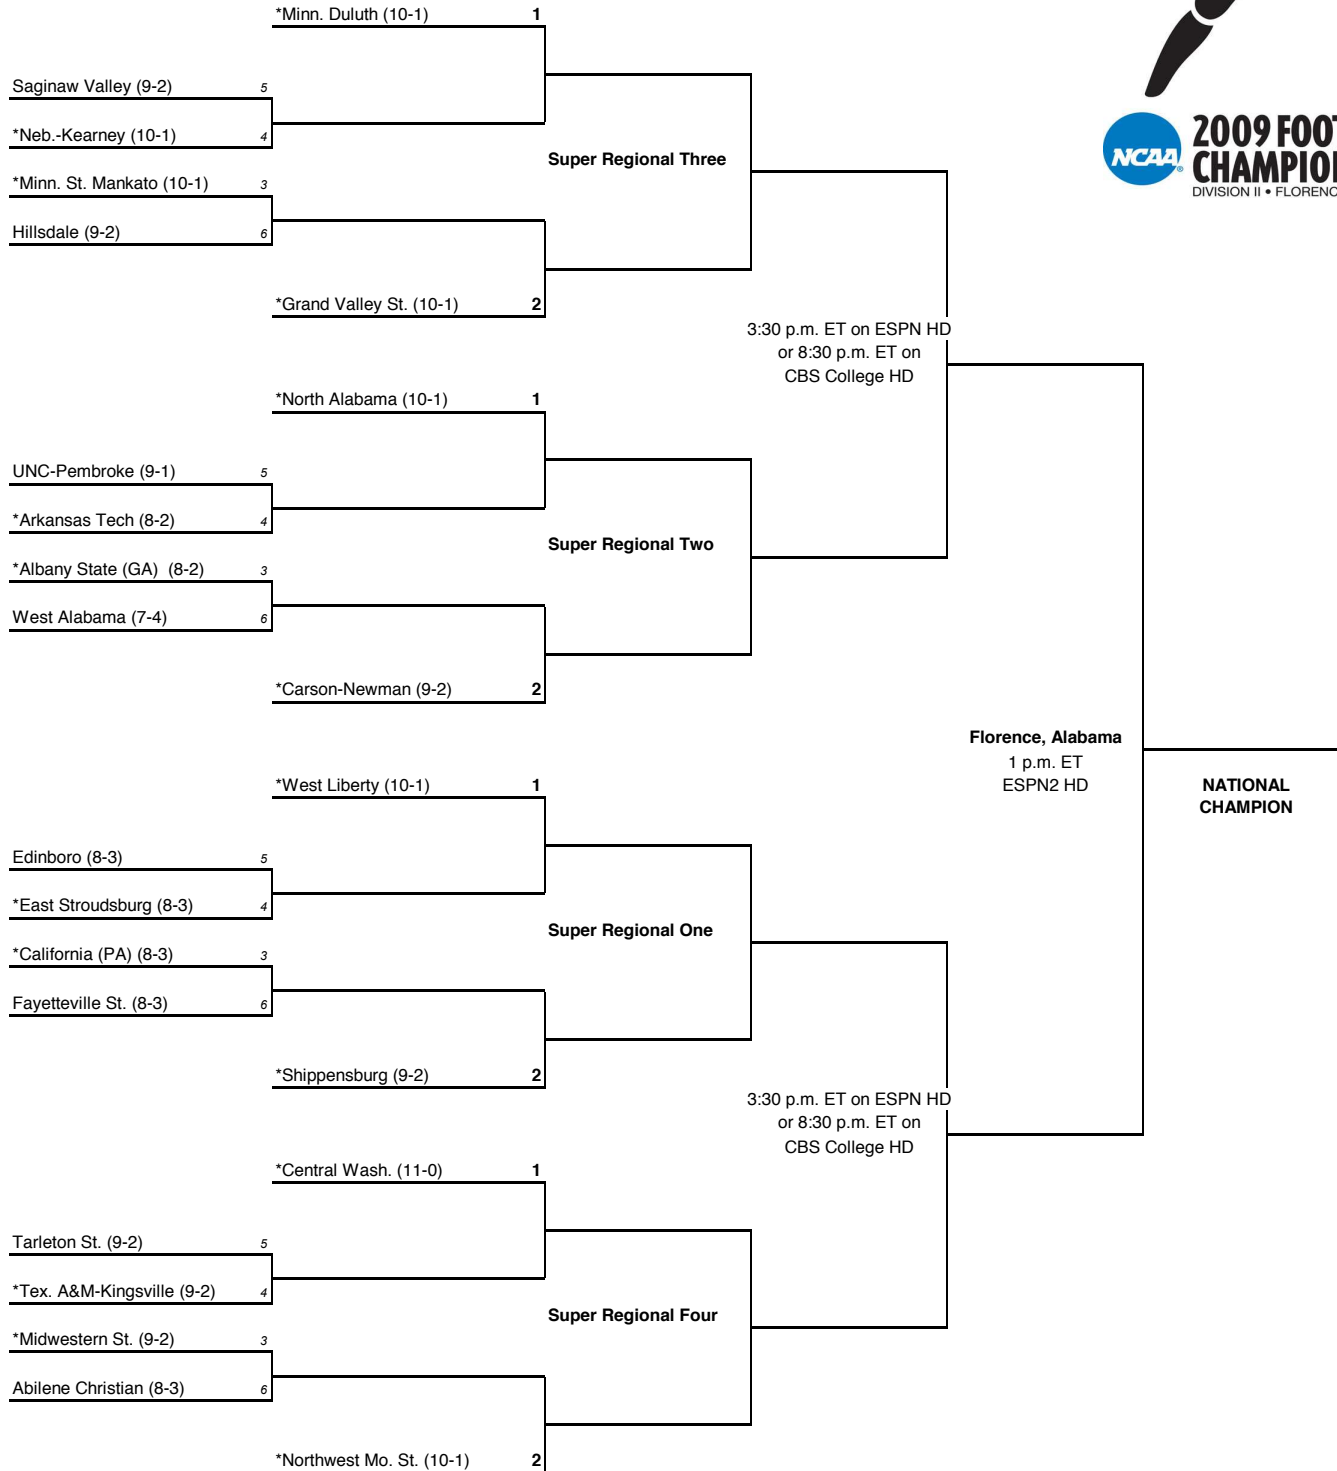 *Minn. Duluth (10-1) 1
Saginaw Valley (9-2) 5
*Neb.-Kearney (10-1) 4
*Minn. St. Mankato (10-1) 3
Hillsdale (9-2) 6
*Grand Valley St. (10-1) 2
Super Regional Three
NCAA®
2009 FOOT
CHAMPIO
DIVISION II • FLORENC
3:30 p.m. ET on ESPN HD
or 8:30 p.m. ET on
CBS College HD
*North Alabama (10-1) 1
UNC-Pembroke (9-1) 5
*Arkansas Tech (8-2) 4
*Albany State (GA) (8-2) 3
West Alabama (7-4) 6
*Carson-Newman (9-2) 2
Super Regional Two
Florence, Alabama
1 p.m. ET
ESPN2 HD
NATIONAL
CHAMPION
*West Liberty (10-1) 1
Edinboro (8-3) 5
*East Stroudsburg (8-3) 4
*California (PA) (8-3) 3
Fayetteville St. (8-3) 6
*Shippensburg (9-2) 2
Super Regional One
3:30 p.m. ET on ESPN HD
or 8:30 p.m. ET on
CBS College HD
*Central Wash. (11-0) 1
Tarleton St. (9-2) 5
*Tex. A&M-Kingsville (9-2) 4
*Midwestern St. (9-2) 3
Abilene Christian (8-3) 6
*Northwest Mo. St. (10-1) 2
Super Regional Four